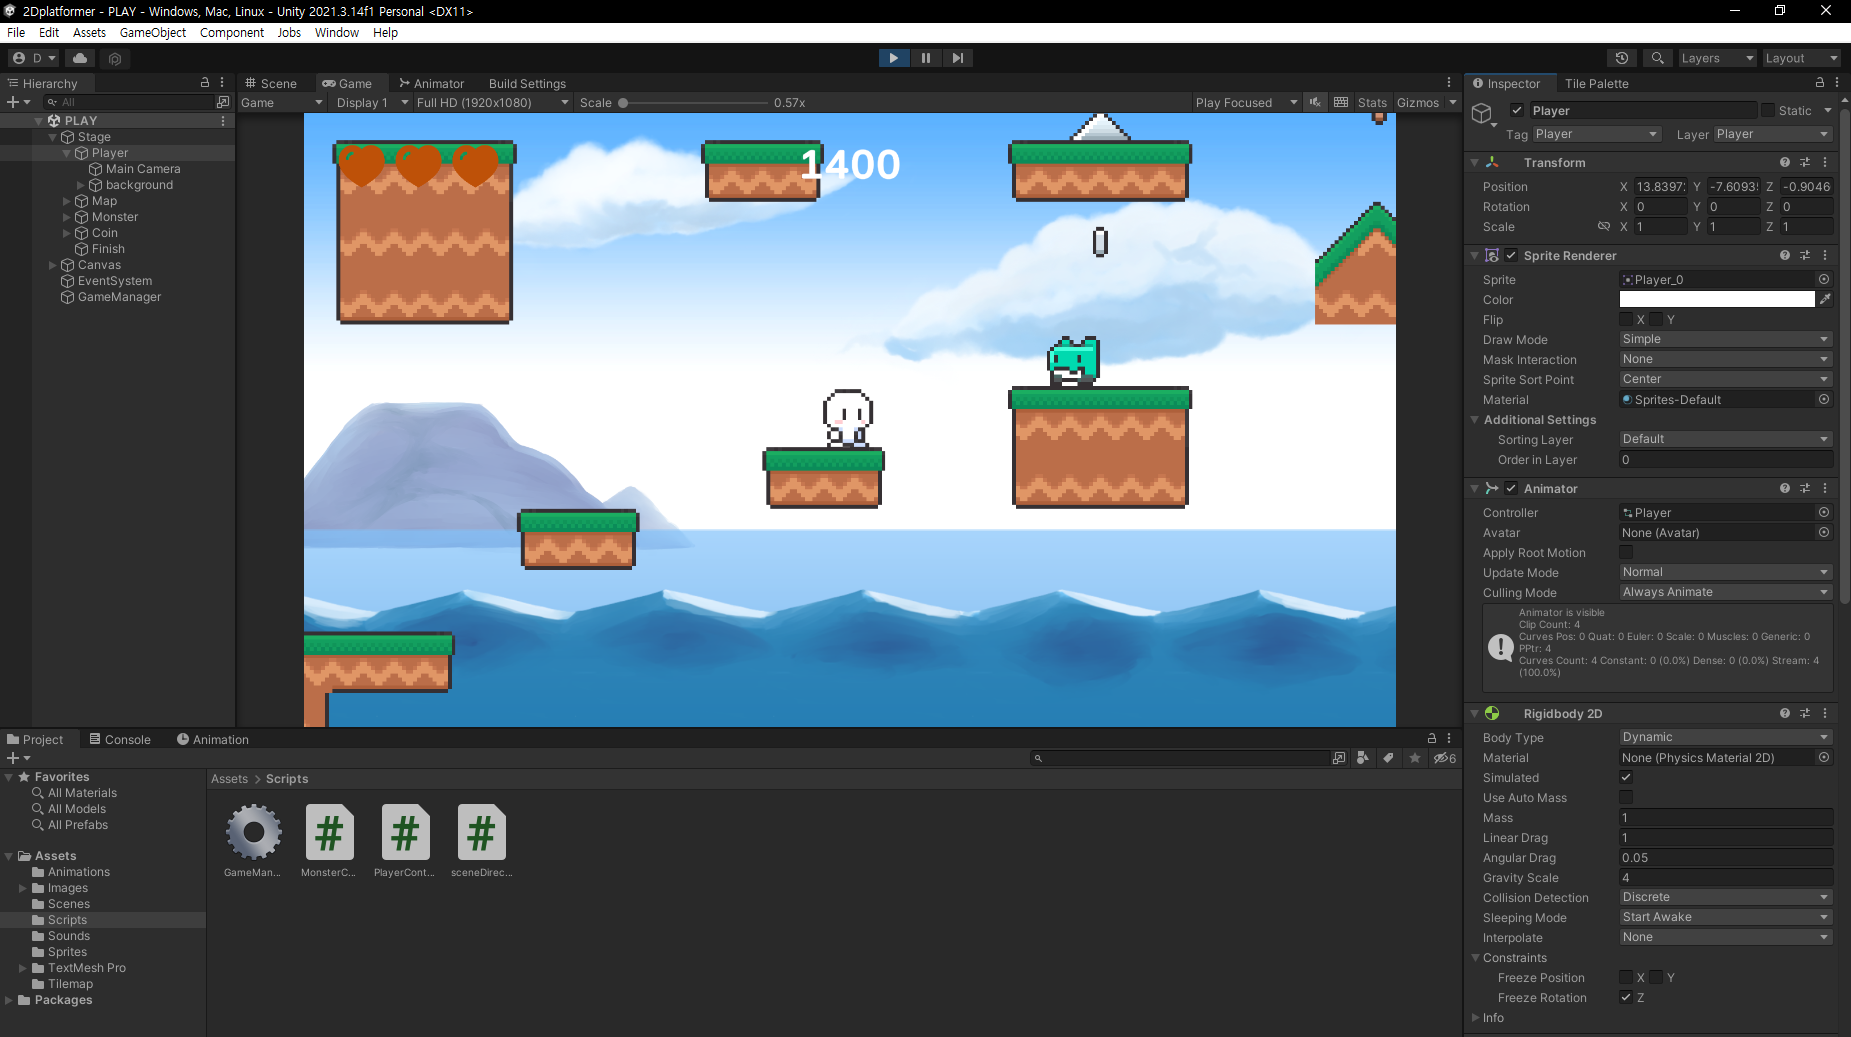 2Dplatformer - PLAY - Windows, Mac, Linux - Unity 2021.3.14f1 Personal <DX11>
File Edit Assets GameObject Component Jobs Window Help
D Layers Layout
Hierarchy
All
PLAY
Stage
Player
Main Camera
background
Map
Monster
Coin
Finish
Canvas
EventSystem
GameManager
Scene Game Animator Build Settings
Game Display 1 Full HD (1920x1080) Scale 0.57x Play Focused Stats Gizmos
1400
Inspector Tile Palette
Player Static
Tag Player Layer Player
Transform
Position X 13.8397 Y -7.6093 Z -0.9046
Rotation X 0 Y 0 Z 0
Scale X 1 Y 1 Z 1
Sprite Renderer
Sprite Player_0
Color
Flip X Y
Draw Mode Simple
Mask Interaction None
Sprite Sort Point Center
Material Sprites-Default
Additional Settings
Sorting Layer Default
Order in Layer 0
Animator
Controller Player
Avatar None (Avatar)
Apply Root Motion
Update Mode Normal
Culling Mode Always Animate
Animator is visible
Clip Count: 4
Curves Pos: 0 Quat: 0 Euler: 0 Scale: 0 Muscles: 0 Generic: 0
PPtr: 4
Curves Count: 4 Constant: 0 (0.0%) Dense: 0 (0.0%) Stream: 4
(100.0%)
Rigidbody 2D
Body Type Dynamic
Material None (Physics Material 2D)
Simulated
Use Auto Mass
Mass 1
Linear Drag 1
Angular Drag 0.05
Gravity Scale 4
Collision Detection Discrete
Sleeping Mode Start Awake
Interpolate None
Constraints
Freeze Position X Y
Freeze Rotation Z
Info
Project Console Animation
6
Favorites
All Materials
All Models
All Prefabs
Assets
Animations
Images
Scenes
Scripts
Sounds
Sprites
TextMesh Pro
Tilemap
Packages
Assets > Scripts
GameMan... MonsterC... PlayerCont... sceneDirec...